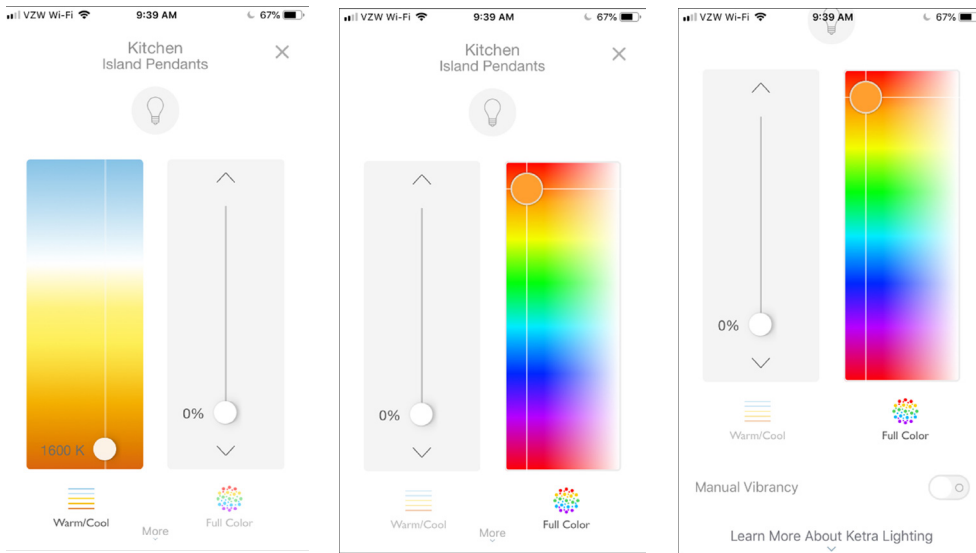 VZW Wi-Fi 9:39 AM 67%
Kitchen
Island Pendants
1600 K
0%
Warm/Cool
Full Color
More
VZW Wi-Fi 9:39 AM 67%
Kitchen
Island Pendants
0%
Warm/Cool
Full Color
More
VZW Wi-Fi 9:39 AM 67%
0%
Warm/Cool
Full Color
Manual Vibrancy
Learn More About Ketra Lighting